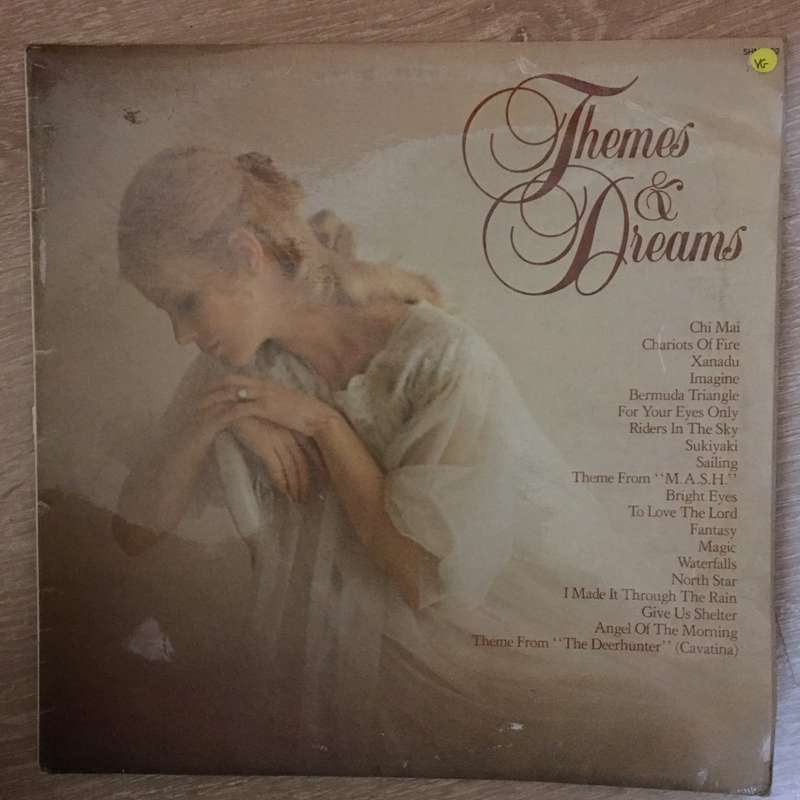 VG-
Themes
&
Dreams
Chi Mai
Chariots Of Fire
Xanadu
Imagine
Bermuda Triangle
For Your Eyes Only
Riders In The Sky
Sukiyaki
Sailing
Theme From "M.A.S.H."
Bright Eyes
To Love The Lord
Fantasy
Magic
Waterfalls
North Star
I Made It Through The Rain
Give Us Shelter
Angel Of The Morning
Theme From "The Deerhunter" (Cavatina)